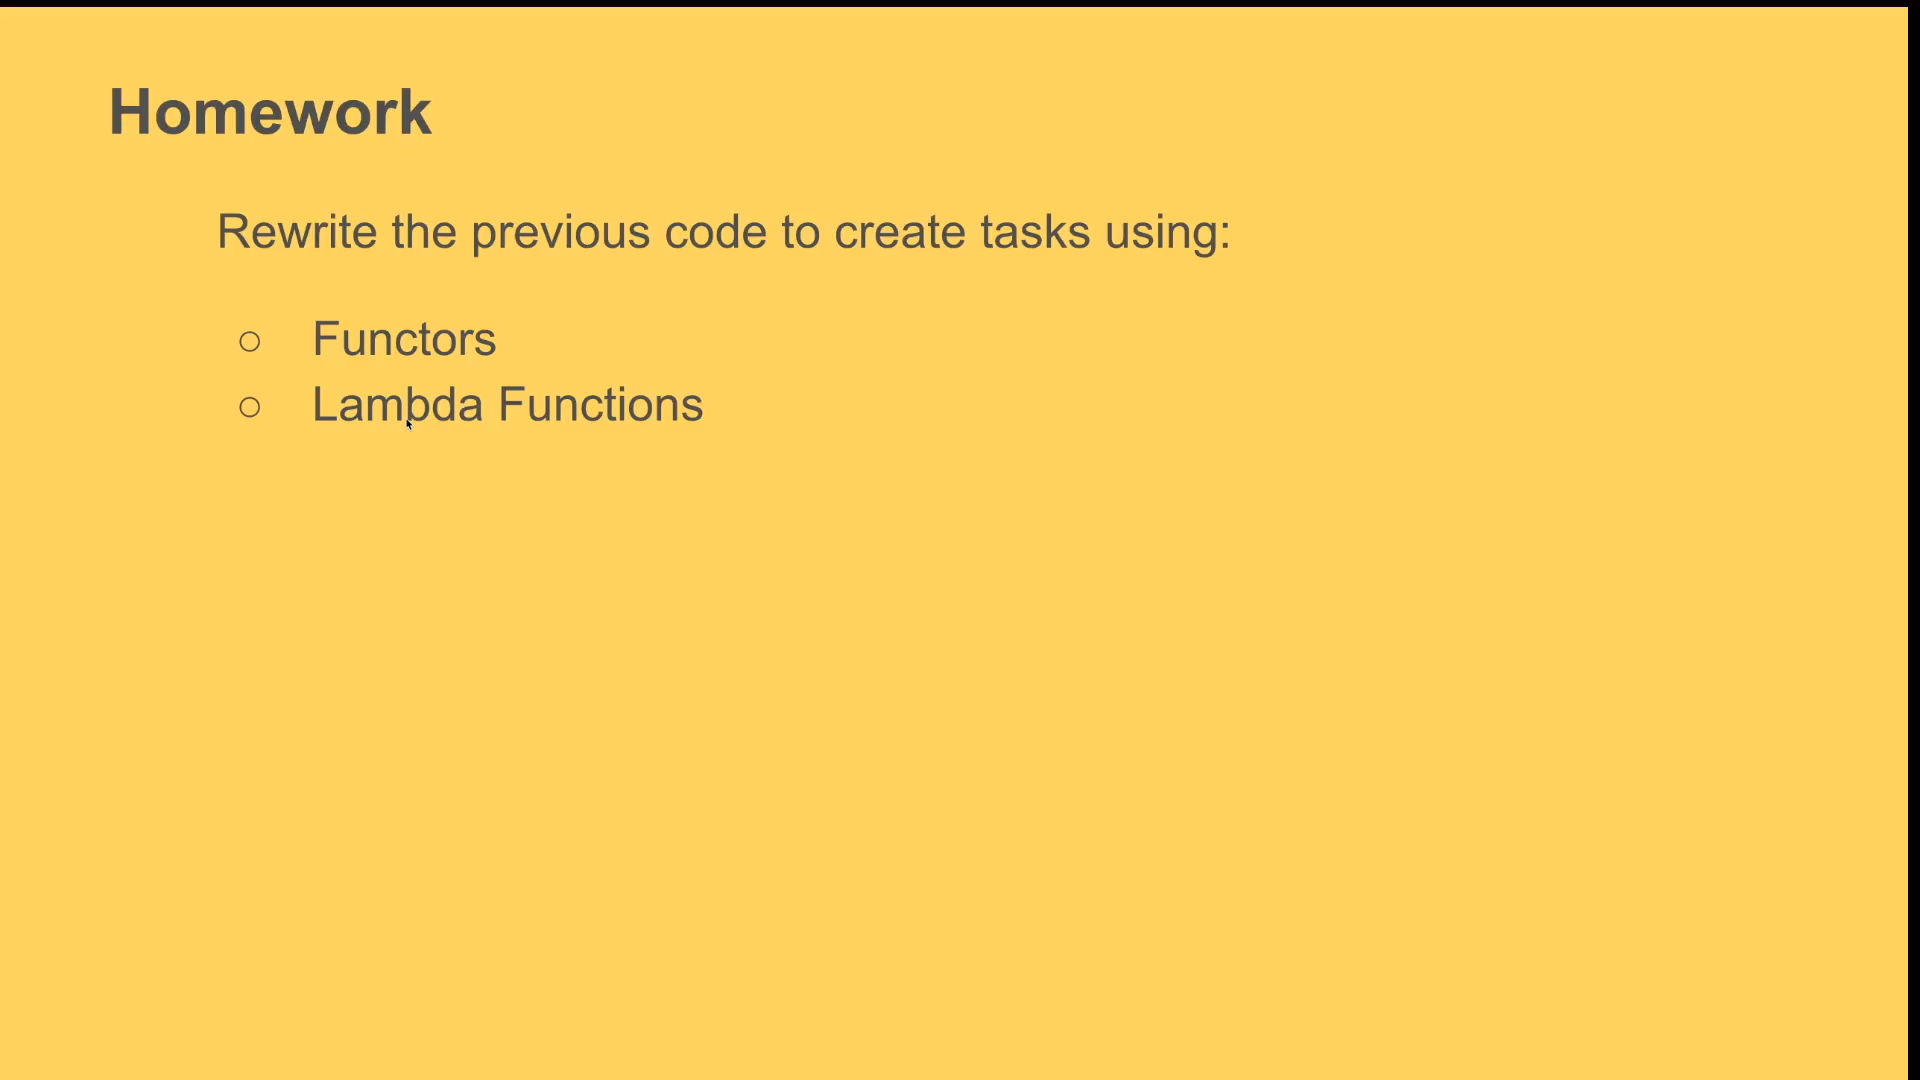 Homework
Rewrite the previous code to create tasks using:
○ Functors
○ Lambda Functions